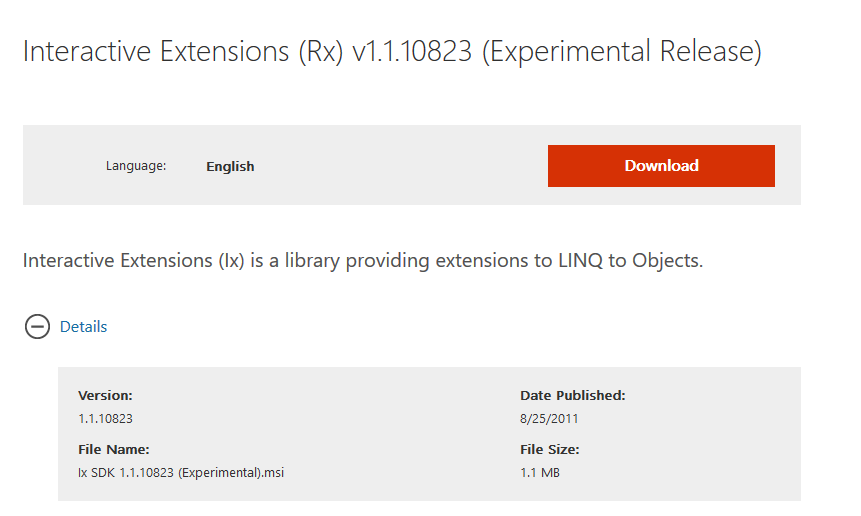 Interactive Extensions (Rx) v1.1.10823 (Experimental Release)
Language: English Download
Interactive Extensions (Ix) is a library providing extensions to LINQ to Objects.
Details
Version: Date Published:
1.1.10823 8/25/2011
File Name: File Size:
Ix SDK 1.1.10823 (Experimental).msi 1.1 MB